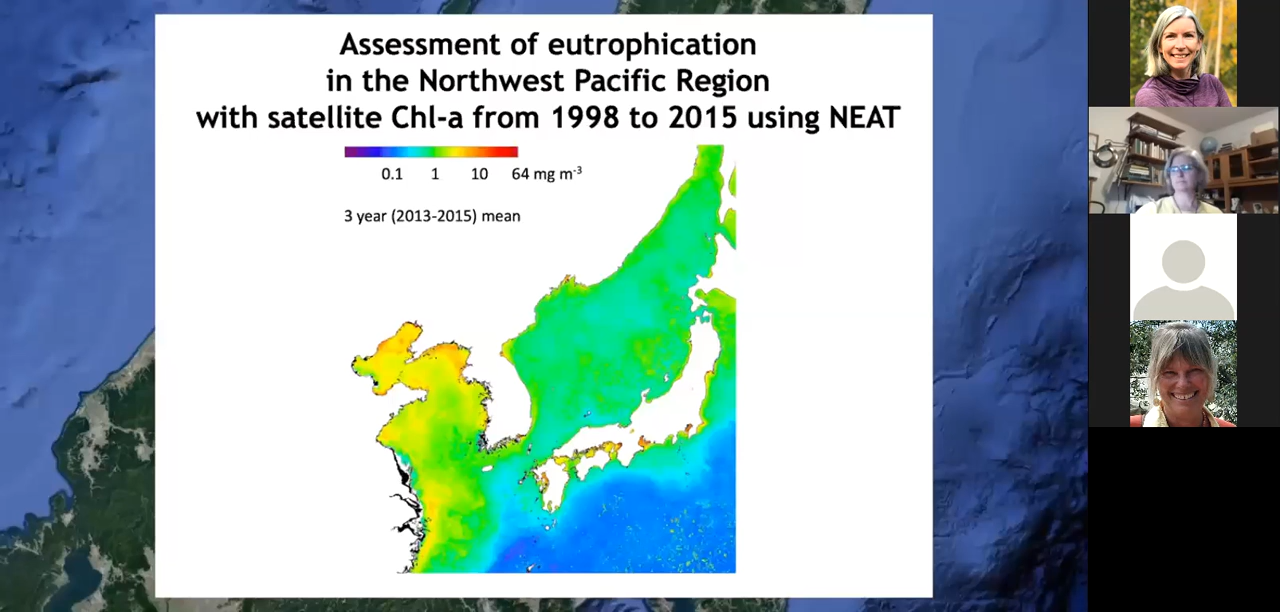 Assessment of eutrophication
in the Northwest Pacific Region
with satellite Chl-a from 1998 to 2015 using NEAT
0.1 1 10 64 mg m⁻³
3 year (2013-2015) mean